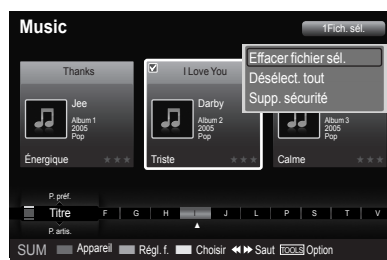 Music
1Fich. sél.
Effacer fichier sél.
Désélect. tout
Supp. sécurité
Thanks
I Love You
Jee
Album 1
2005
Pop
Darby
Album 2
2005
Pop
Album 3
2005
Pop
Énergique ★★★
Triste ★★★
Calme ★★★
P. préf.
Titre F G H I J L P S T V
P. artis.
SUM Appareil Régl. f. Choisir Saut TOOLS Option